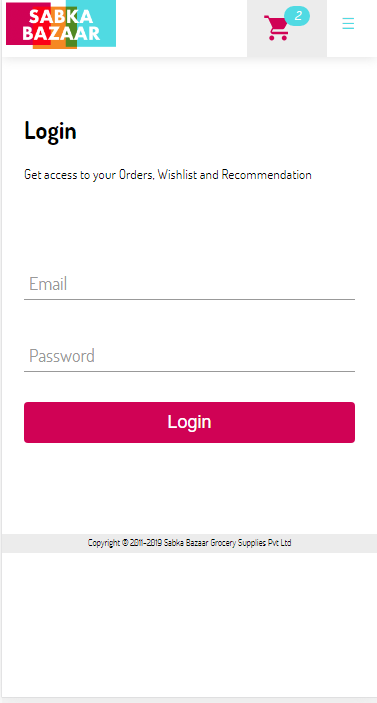 SABKA
BAZAAR
2
Login
Get access to your Orders, Wishlist and Recommendation
Email
Password
Login
Copyright © 2011-2019 Sabka Bazaar Grocery Supplies Pvt Ltd